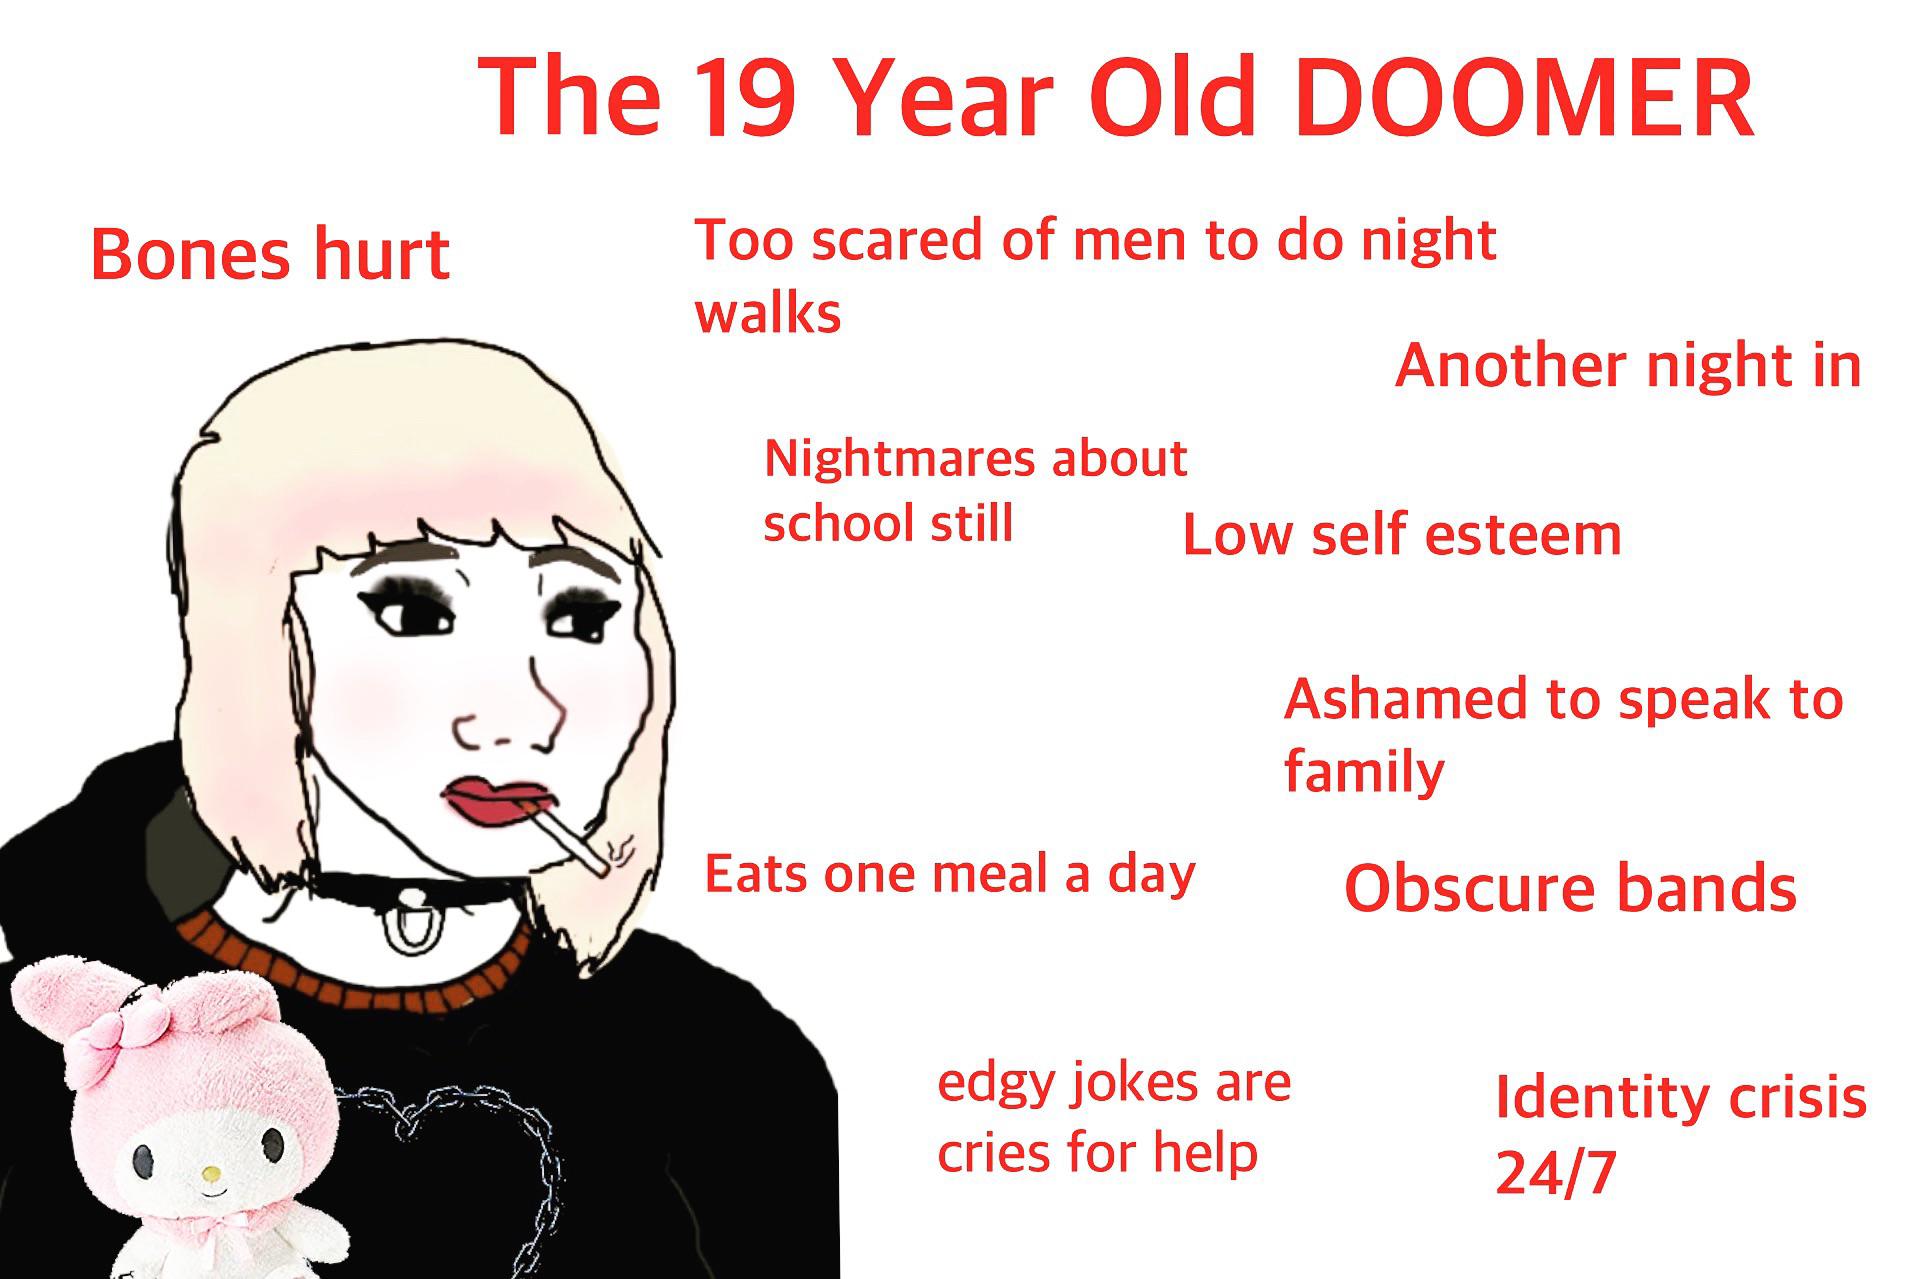 The 19 Year Old DOOMER
Bones hurt
Too scared of men to do night
walks
Another night in
Nightmares about
school still
Low self esteem
Ashamed to speak to
family
Eats one meal a day
Obscure bands
edgy jokes are
cries for help
Identity crisis
24/7